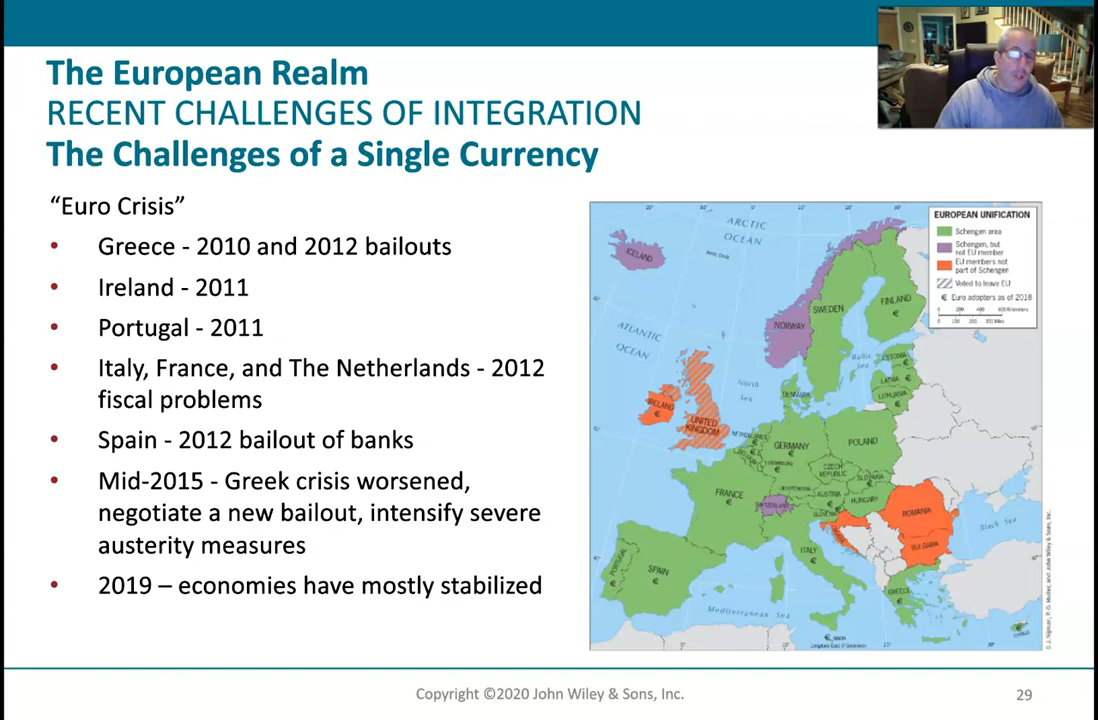 The European Realm
RECENT CHALLENGES OF INTEGRATION
The Challenges of a Single Currency
“Euro Crisis”
• Greece - 2010 and 2012 bailouts
• Ireland - 2011
• Portugal - 2011
• Italy, France, and The Netherlands - 2012
fiscal problems
• Spain - 2012 bailout of banks
• Mid-2015 - Greek crisis worsened,
negotiate a new bailout, intensify severe
austerity measures
• 2019 – economies have mostly stabilized
EUROPEAN UNIFICATION
Schengen area
Schengen, but
not EU member
EU members not
part of Schengen
Voted to leave EU
€ Euro adopters as of 2018
ARCTIC
OCEAN
ICELAND
ATLANTIC
OCEAN
NORWAY
SWEDEN
FINLAND
€
Baltic
Sea
ESTONIA
€
LATVIA €
LITHUANIA
€
North
Sea
DENMARK
IRELAND
€
UNITED
KINGDOM
NETHERLANDS
€
GERMANY
€
POLAND
CZECH
REPUBLIC
SLOVAKIA
€
FRANCE
€
SWITZERLAND
AUSTRIA
€
HUNGARY
ROMANIA
BULGARIA
Black Sea
ITALY
€
PORTUGAL
€
SPAIN
€
GREECE
€
Mediterranean Sea
€ MALTA
CYPRUS
Copyright ©2020 John Wiley & Sons, Inc.
29